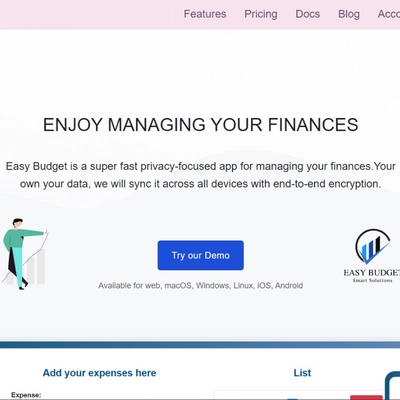 Features Pricing Docs Blog Acco
ENJOY MANAGING YOUR FINANCES
Easy Budget is a super fast privacy-focused app for managing your finances.Your
own your data, we will sync it across all devices with end-to-end encryption.
Try our Demo
EASY BUDGET
Smart Solutions
Available for web, macOS, Windows, Linux, iOS, Android
Add your expenses here List
Expense: